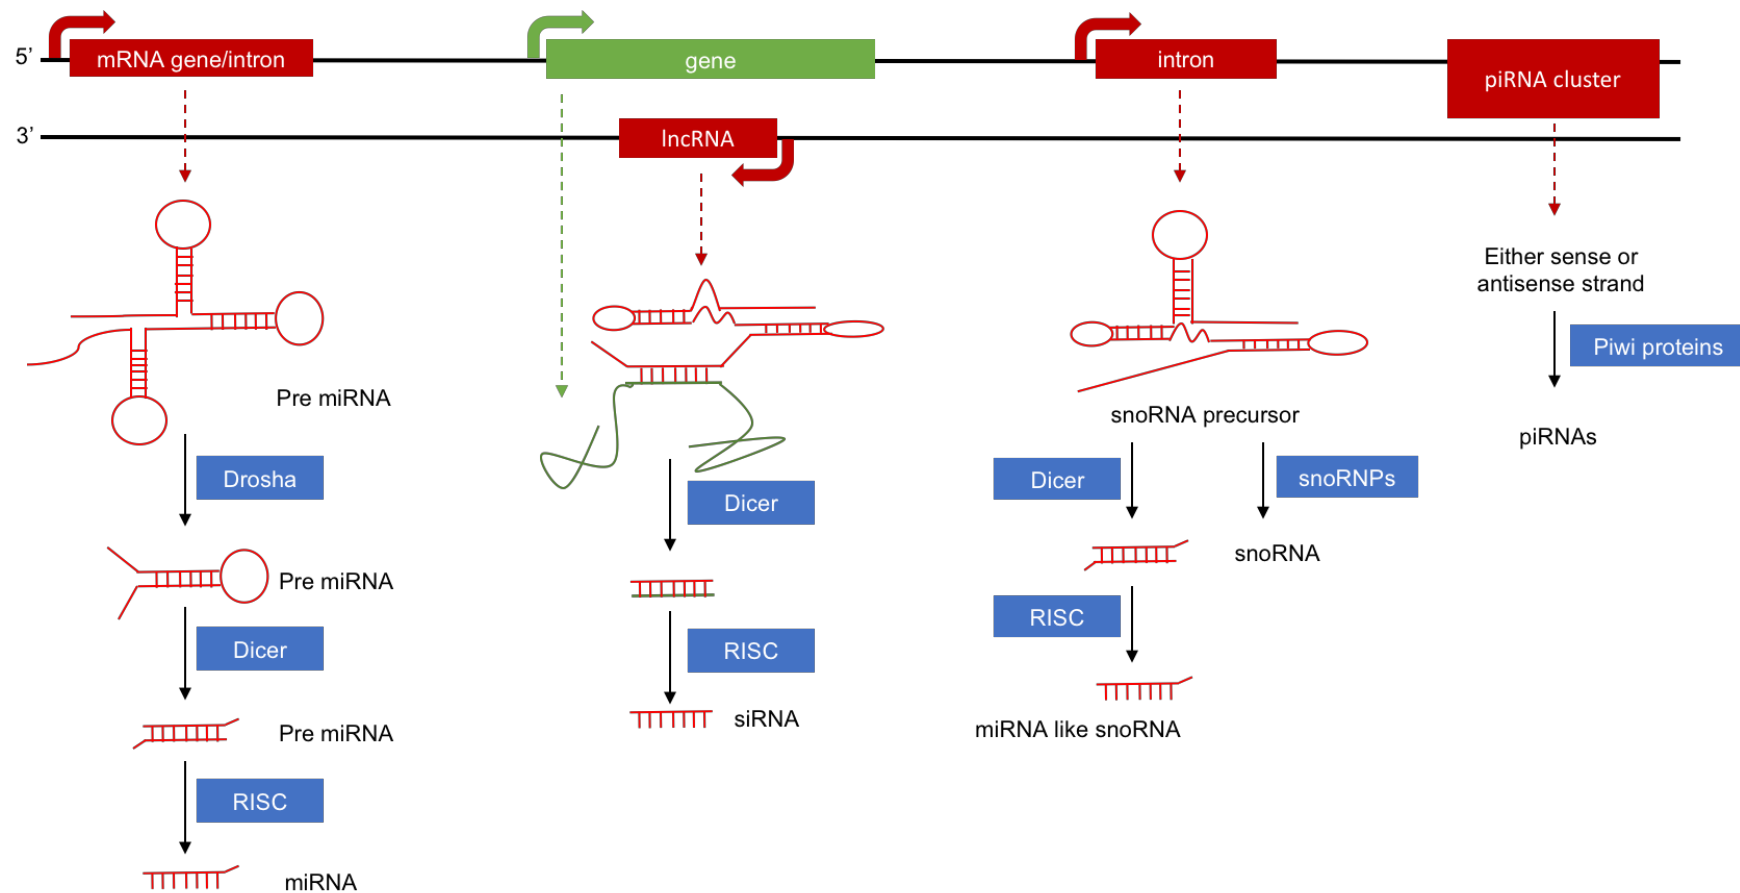 5’
mRNA gene/intron
gene
intron
piRNA cluster
3’
lncRNA
Either sense or
antisense strand
Piwi proteins
piRNAs
Pre miRNA
snoRNA precursor
Drosha
Dicer
Dicer
snoRNPs
Pre miRNA
snoRNA
Dicer
RISC
RISC
Pre miRNA
siRNA
miRNA like snoRNA
RISC
miRNA